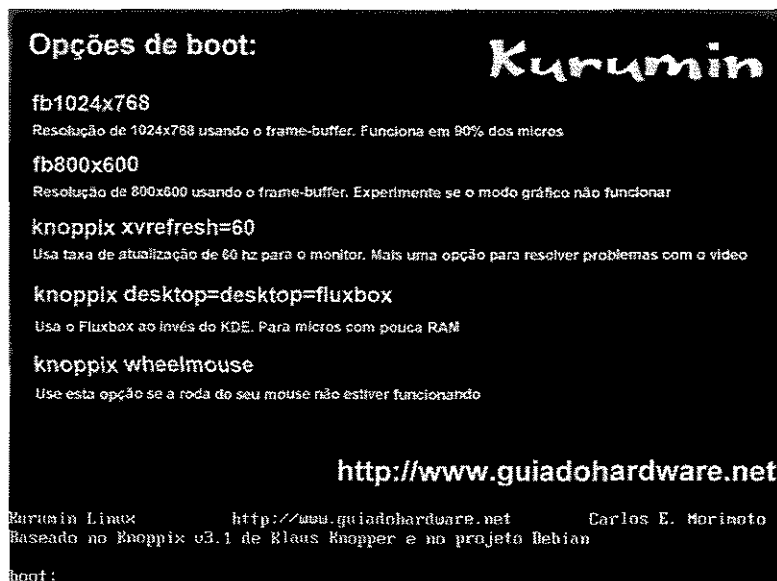 Opções de boot:
Kurumin
fb1024x768
Resolução de 1024x768 usando o frame-buffer. Funciona em 90% dos micros
fb800x600
Resolução de 800x600 usando o frame-buffer. Experimente se o modo gráfico não funcionar
knoppix xvrefresh=60
Usa taxa de atualização de 60 hz para o monitor. Mais uma opção para resolver problemas com o video
knoppix desktop=desktop=fluxbox
Usa o Fluxbox ao invés do KDE. Para micros com pouca RAM
knoppix wheelmouse
Use esta opção se a roda do seu mouse não estiver funcionando
http://www.guiadohardware.net
Kurumin Linux http://www.guiadohardware.net Carlos E. Morimoto
Baseado no Knoppix v3.1 de Klaus Knopper e no projeto Debian
boot: